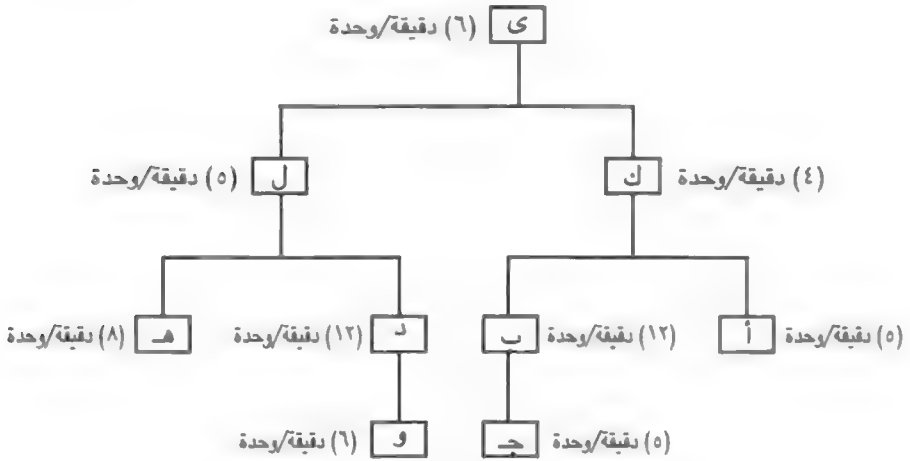 ى (٦) دقيقة/وحدة
(٤) دقيقة/وحدة ك ل (٥) دقيقة/وحدة
(٥) دقيقة/وحدة أ (١٢) دقيقة/وحدة ب (١٢) دقيقة/وحدة د (٨) دقيقة/وحدة هـ
(٥) دقيقة/وحدة جـ و (٦) دقيقة/وحدة